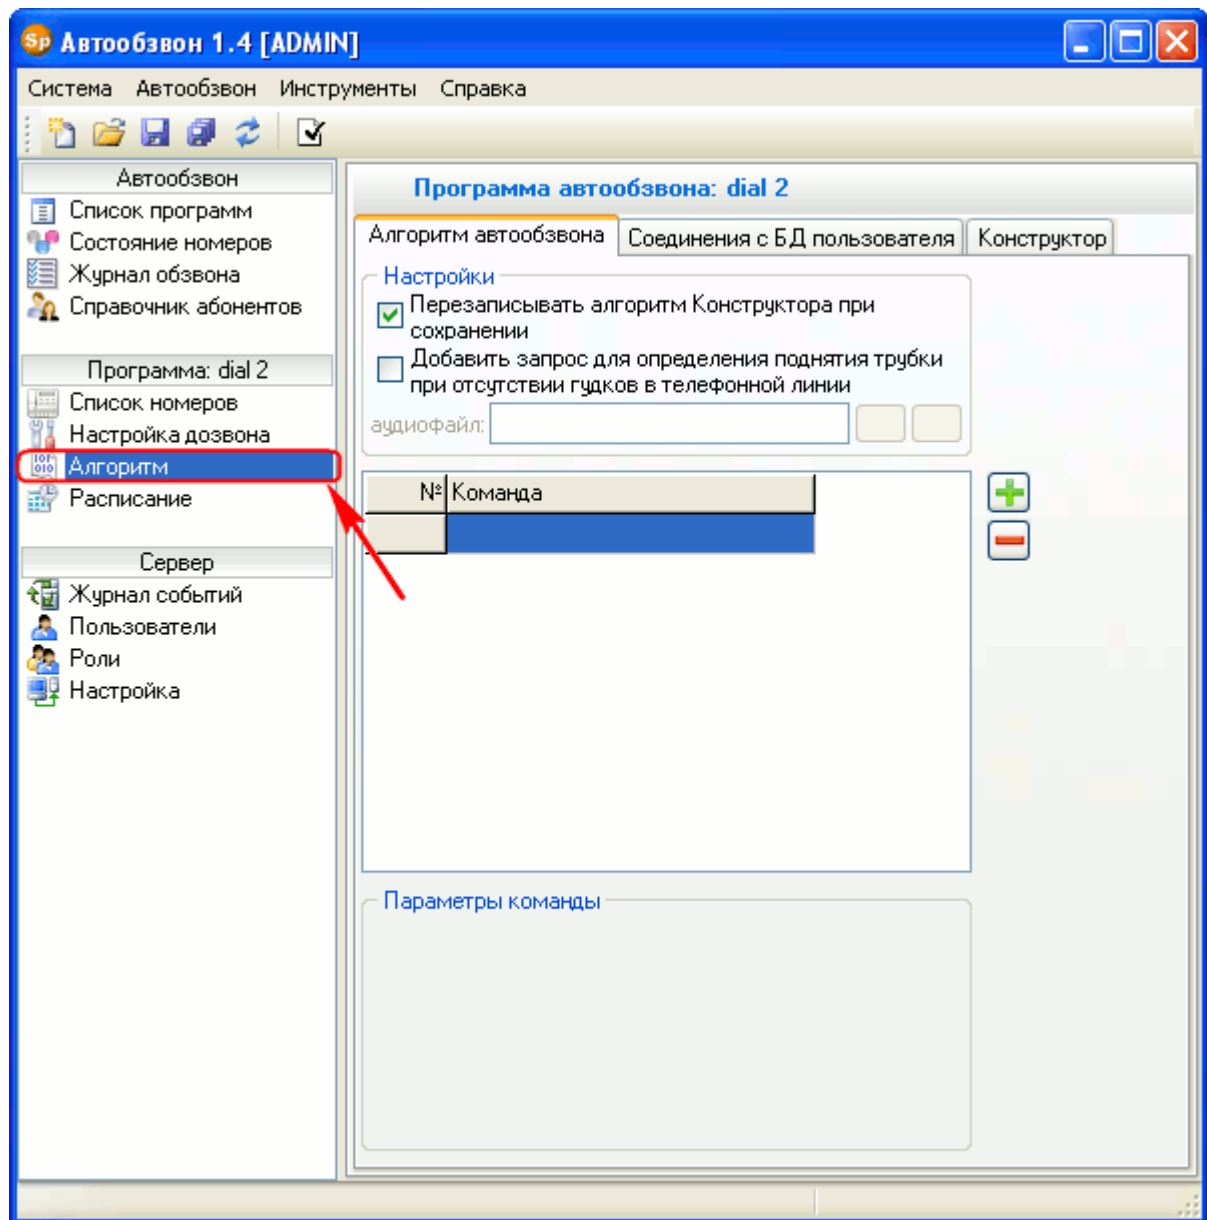 Sp Автообзвон 1.4 [ADMIN]
Система Автообзвон Инструменты Справка
Автообзвон
Список программ
Состояние номеров
Журнал обзвона
Справочник абонентов
Программа: dial 2
Список номеров
Настройка дозвона
Алгоритм
Расписание
Сервер
Журнал событий
Пользователи
Роли
Настройка
Программа автообзвона: dial 2
Алгоритм автообзвона Соединения с БД пользователя Конструктор
Настройки
Перезаписывать алгоритм Конструктора при
сохранении
Добавить запрос для определения поднятия трубки
при отсутствии гудков в телефонной линии
аудиофайл:
№ Команда
Параметры команды